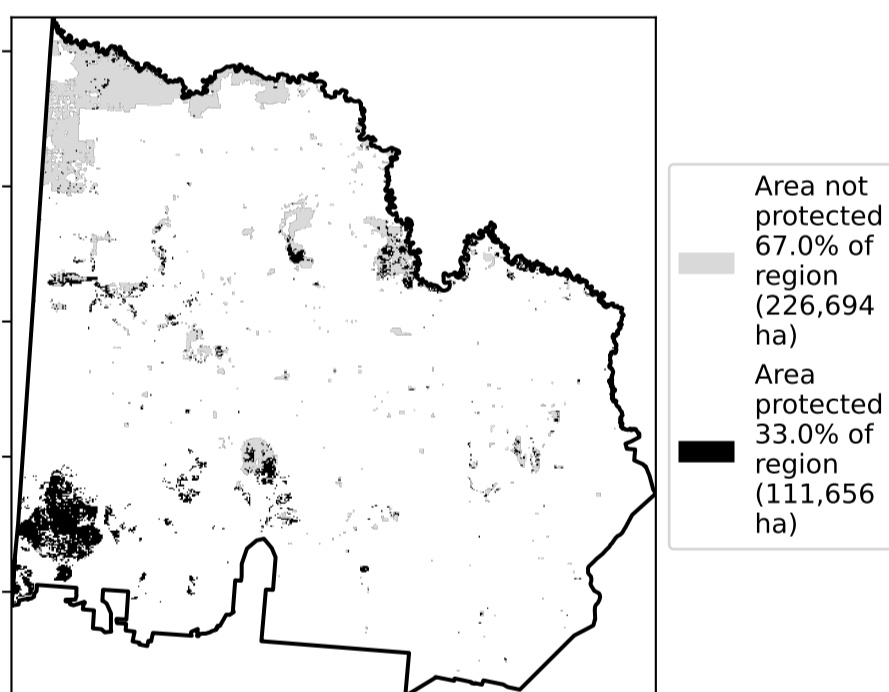 Area not
protected
67.0% of
region
(226,694
ha)
Area
protected
33.0% of
region
(111,656
ha)